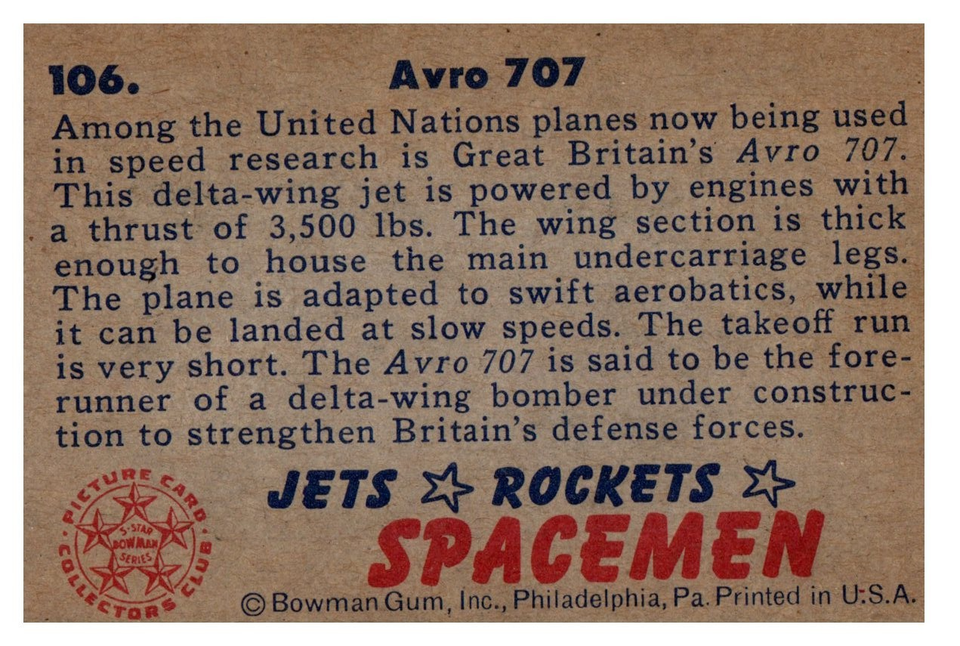 106. Avro 707
Among the United Nations planes now being used
in speed research is Great Britain's Avro 707.
This delta-wing jet is powered by engines with
a thrust of 3,500 lbs. The wing section is thick
enough to house the main undercarriage legs.
The plane is adapted to swift aerobatics, while
it can be landed at slow speeds. The takeoff run
is very short. The Avro 707 is said to be the fore-
runner of a delta-wing bomber under construc-
tion to strengthen Britain's defense forces.
PICTURE CARD
COLLECTORS CLUB
5-STAR
BOWMAN
SERIES
JETS ☆ ROCKETS ☆
SPACEMEN
© Bowman Gum, Inc., Philadelphia, Pa. Printed in U.S.A.